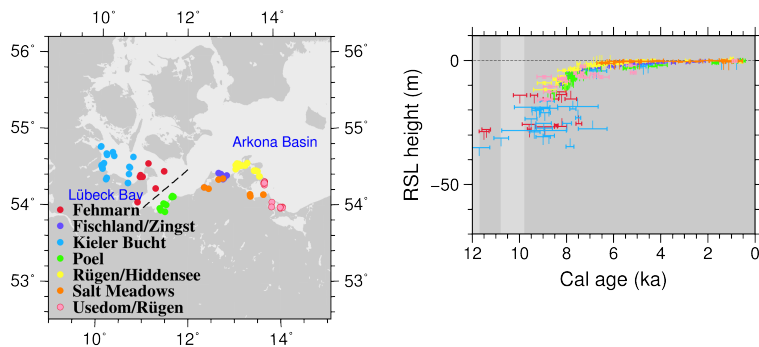 10° 12° 14°
56° 56°
55° 55°
54° 54°
53° 53°
10° 12° 14°
Arkona Basin
Lübeck Bay
Fehmarn
Fischland/Zingst
Kieler Bucht
Poel
Rügen/Hiddensee
Salt Meadows
Usedom/Rügen
RSL height (m)
0
−50
12 10 8 6 4 2 0
Cal age (ka)